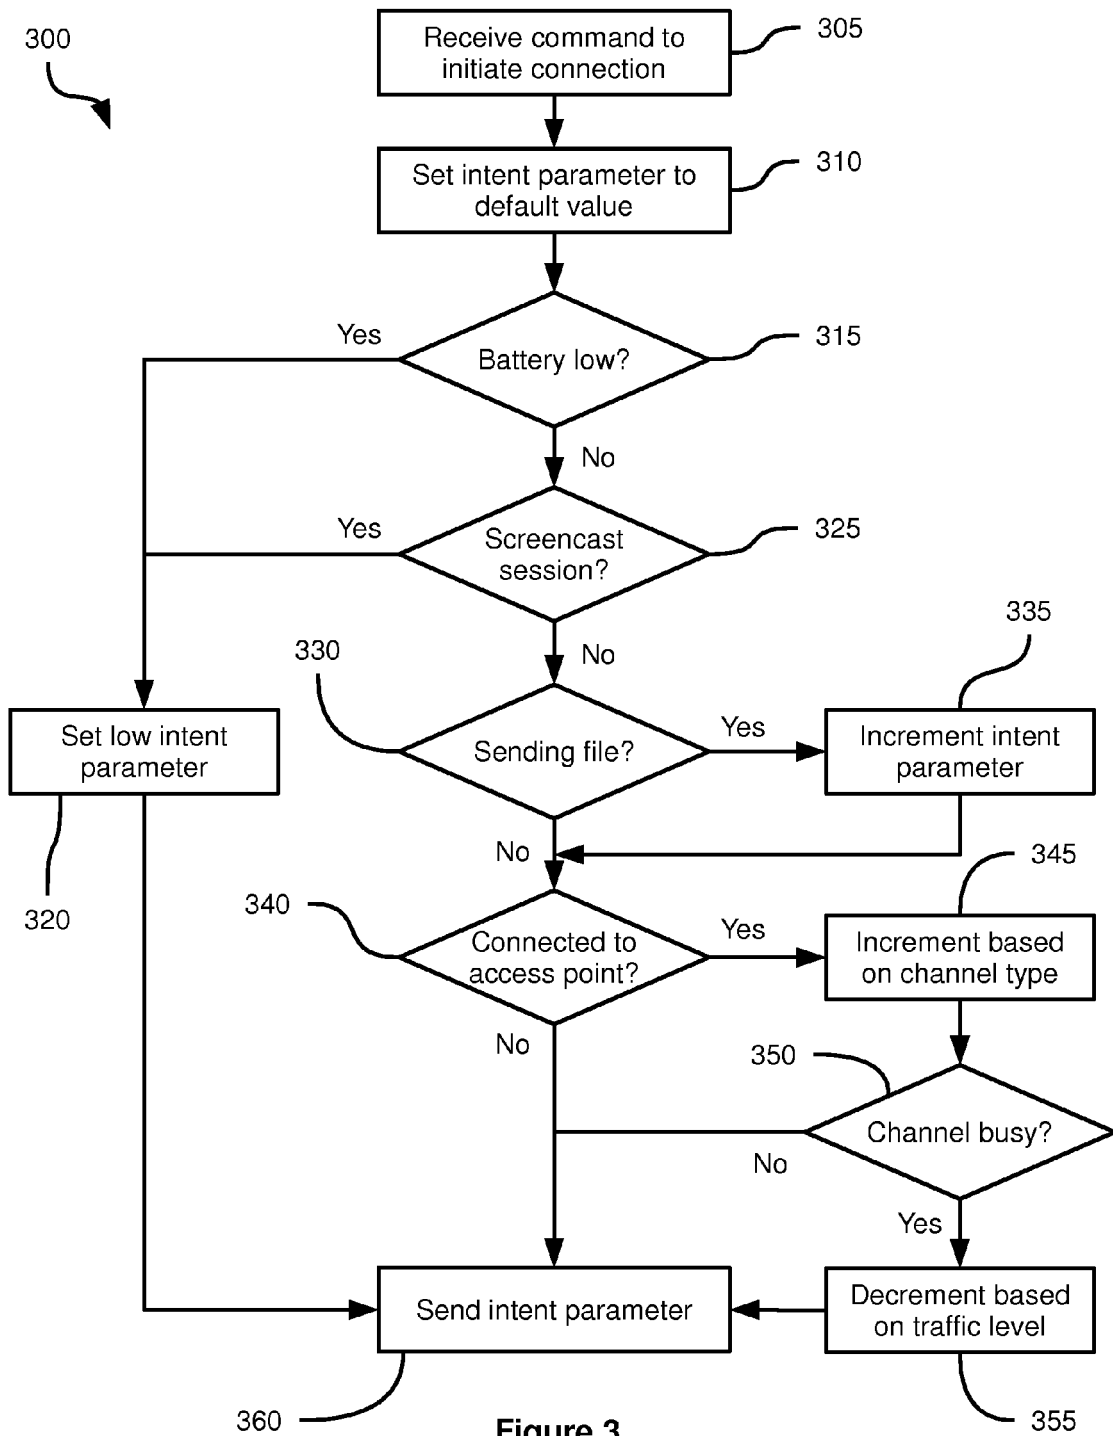 300
Receive command to
initiate connection
305
Set intent parameter to
default value
310
Yes
Battery low?
315
No
Yes
Screencast
session?
325
No
330
335
Set low intent
parameter
Sending file?
Yes
Increment intent
parameter
320
No
340
345
Connected to
access point?
Yes
Increment based
on channel type
No
350
Channel busy?
No
Yes
Send intent parameter
Decrement based
on traffic level
360
Figure 3
355